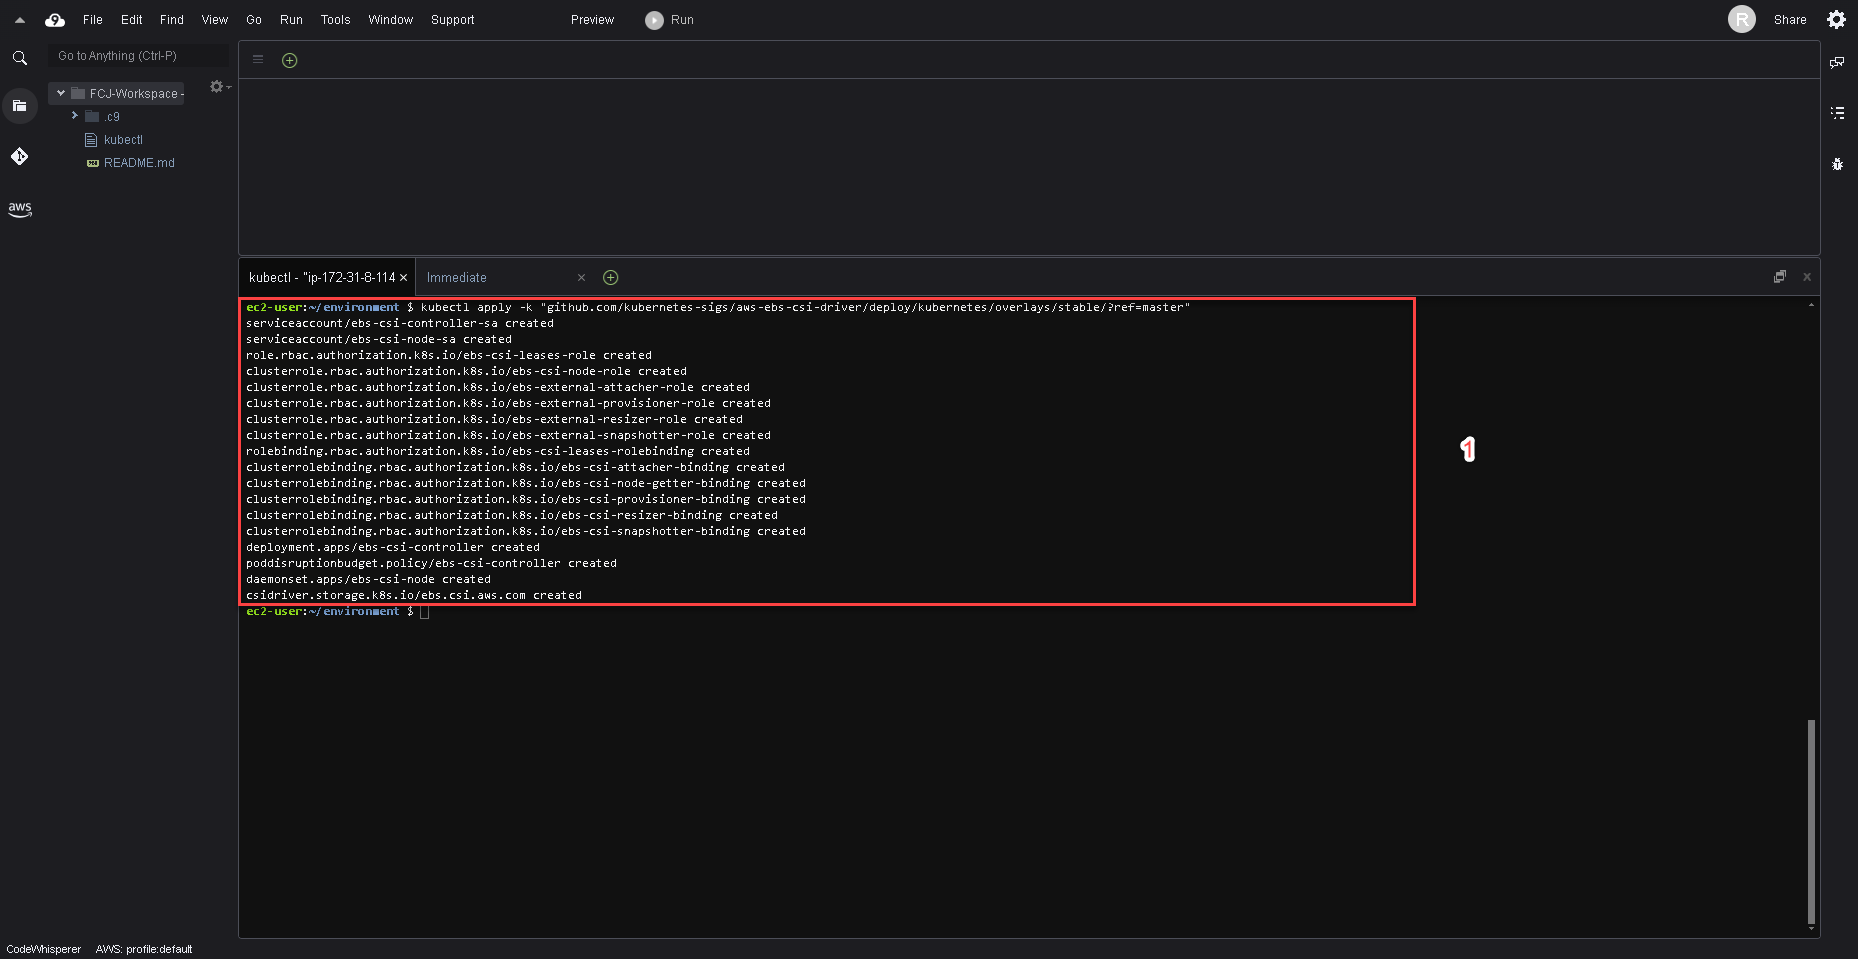 File Edit Find View Go Run Tools Window Support Preview Run R Share
Go to Anything (Ctrl-P)
FCJ-Workspace -
.c9
kubectl
README.md
aws
kubectl - "ip-172-31-8-114 × Immediate ×
ec2-user:~/environment $ kubectl apply -k "github.com/kubernetes-sigs/aws-ebs-csi-driver/deploy/kubernetes/overlays/stable/?ref=master"
serviceaccount/ebs-csi-controller-sa created
serviceaccount/ebs-csi-node-sa created
role.rbac.authorization.k8s.io/ebs-csi-leases-role created
clusterrole.rbac.authorization.k8s.io/ebs-csi-node-role created
clusterrole.rbac.authorization.k8s.io/ebs-external-attacher-role created
clusterrole.rbac.authorization.k8s.io/ebs-external-provisioner-role created
clusterrole.rbac.authorization.k8s.io/ebs-external-resizer-role created
clusterrole.rbac.authorization.k8s.io/ebs-external-snapshotter-role created
rolebinding.rbac.authorization.k8s.io/ebs-csi-leases-rolebinding created
clusterrolebinding.rbac.authorization.k8s.io/ebs-csi-attacher-binding created
clusterrolebinding.rbac.authorization.k8s.io/ebs-csi-node-getter-binding created
clusterrolebinding.rbac.authorization.k8s.io/ebs-csi-provisioner-binding created
clusterrolebinding.rbac.authorization.k8s.io/ebs-csi-resizer-binding created
clusterrolebinding.rbac.authorization.k8s.io/ebs-csi-snapshotter-binding created
deployment.apps/ebs-csi-controller created
poddisruptionbudget.policy/ebs-csi-controller created
daemonset.apps/ebs-csi-node created
csidriver.storage.k8s.io/ebs.csi.aws.com created
ec2-user:~/environment $
1
CodeWhisperer AWS: profile:default